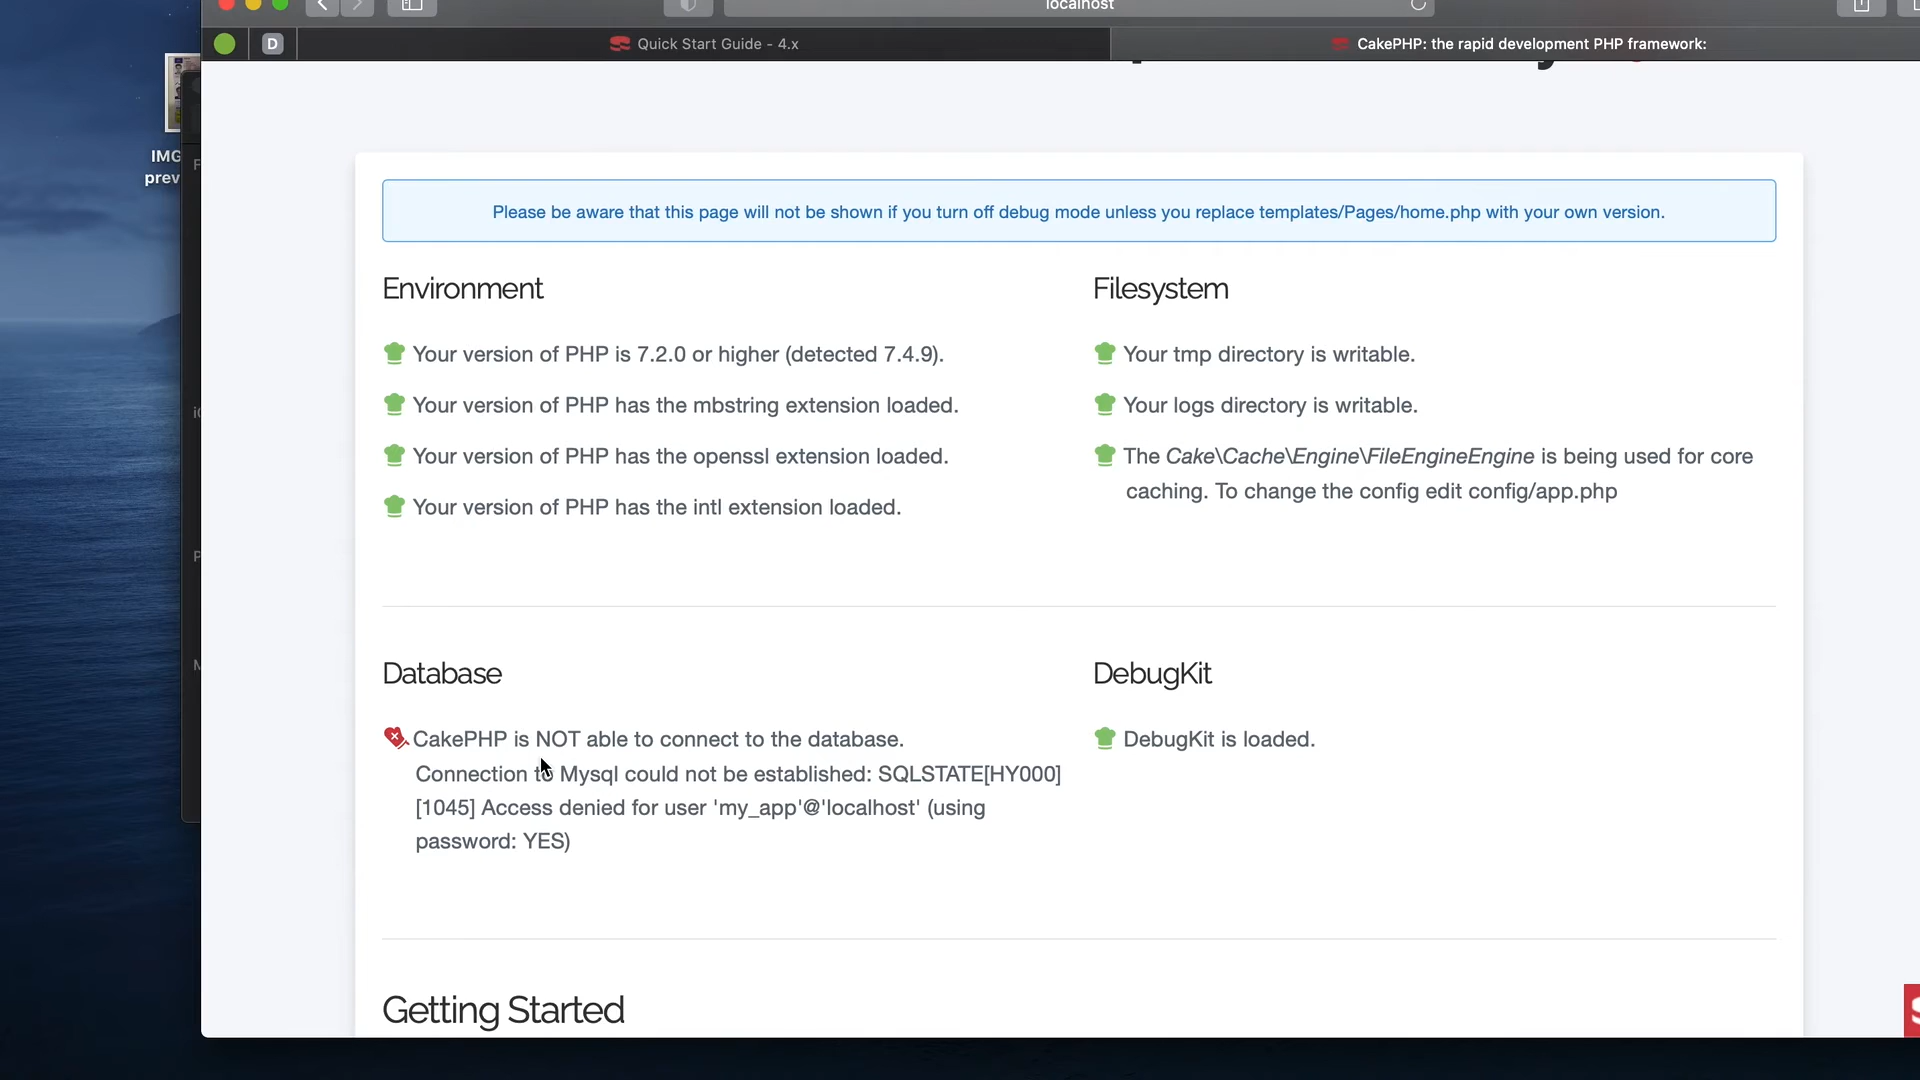 localhost
D
Quick Start Guide - 4.x
CakePHP: the rapid development PHP framework:
IMG
prev
Please be aware that this page will not be shown if you turn off debug mode unless you replace templates/Pages/home.php with your own version.
Environment
Your version of PHP is 7.2.0 or higher (detected 7.4.9).
Your version of PHP has the mbstring extension loaded.
Your version of PHP has the openssl extension loaded.
Your version of PHP has the intl extension loaded.
Filesystem
Your tmp directory is writable.
Your logs directory is writable.
The Cake\Cache\Engine\FileEngineEngine is being used for core
caching. To change the config edit config/app.php
Database
CakePHP is NOT able to connect to the database.
Connection to Mysql could not be established: SQLSTATE[HY000]
[1045] Access denied for user 'my_app'@'localhost' (using
password: YES)
DebugKit
DebugKit is loaded.
Getting Started